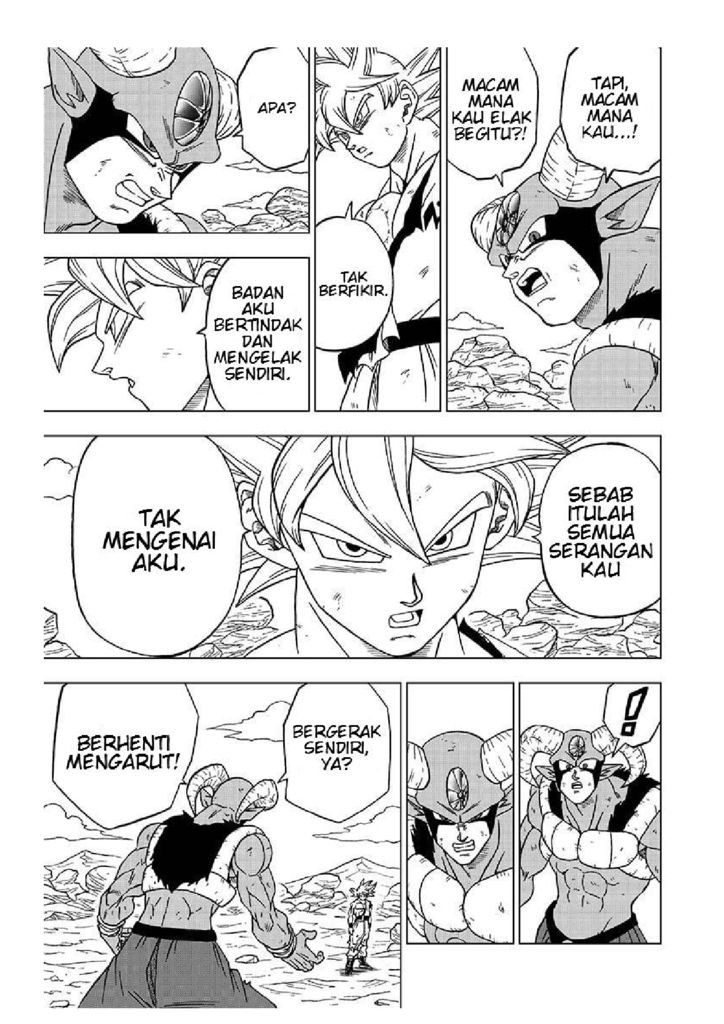 TAPI,
MACAM
MANA
KAU...!
MACAM
MANA
KAU ELAK
BEGITU?!
TAK
BERFIKIR.
APA?
BADAN
AKU
BERTINDAK
DAN
MENGELAK
SENDIRI.
SEBAB
ITULAH
SEMUA
SERANGAN
KAU
TAK
MENGENAI
AKU.
!
BERGERAK
SENDIRI,
YA?
BERHENTI
MENGARUT!